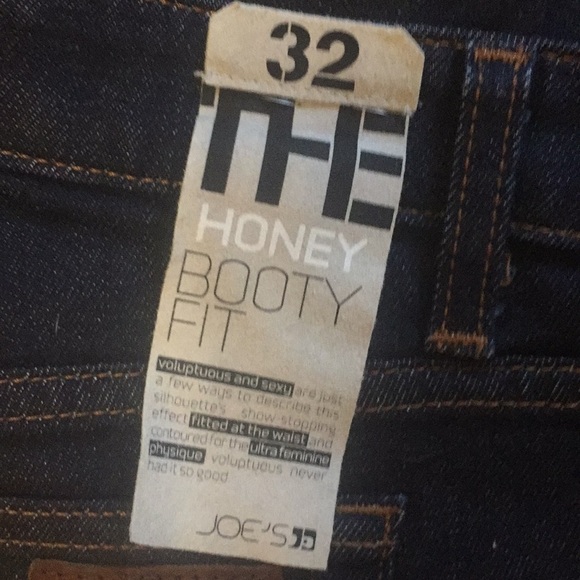 32
THE
HONEY
BOOTY
FIT
voluptuous and sexy are just
a few ways to describe this
silhouette's show-stopping
effect fitted at the waist and
contoured for the ultra feminine
physique voluptuous never
had it so good
JOE'S